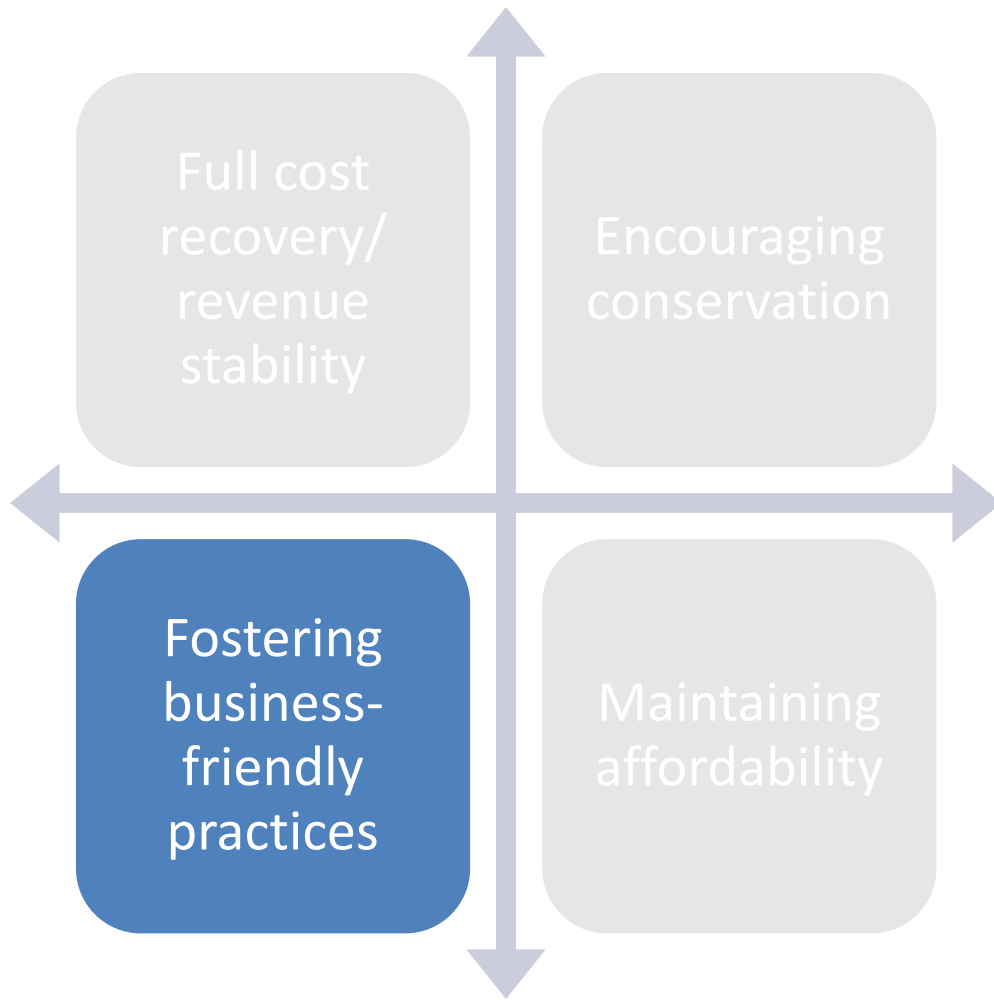 Full cost
recovery/
revenue
stability
Encouraging
conservation
Fostering
business-
friendly
practices
Maintaining
affordability